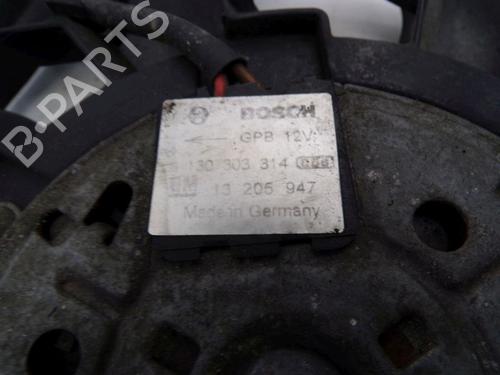 B-PARTS
BOSCH
GPB 12V
130 303 314
GM 13 205 947
Made in Germany